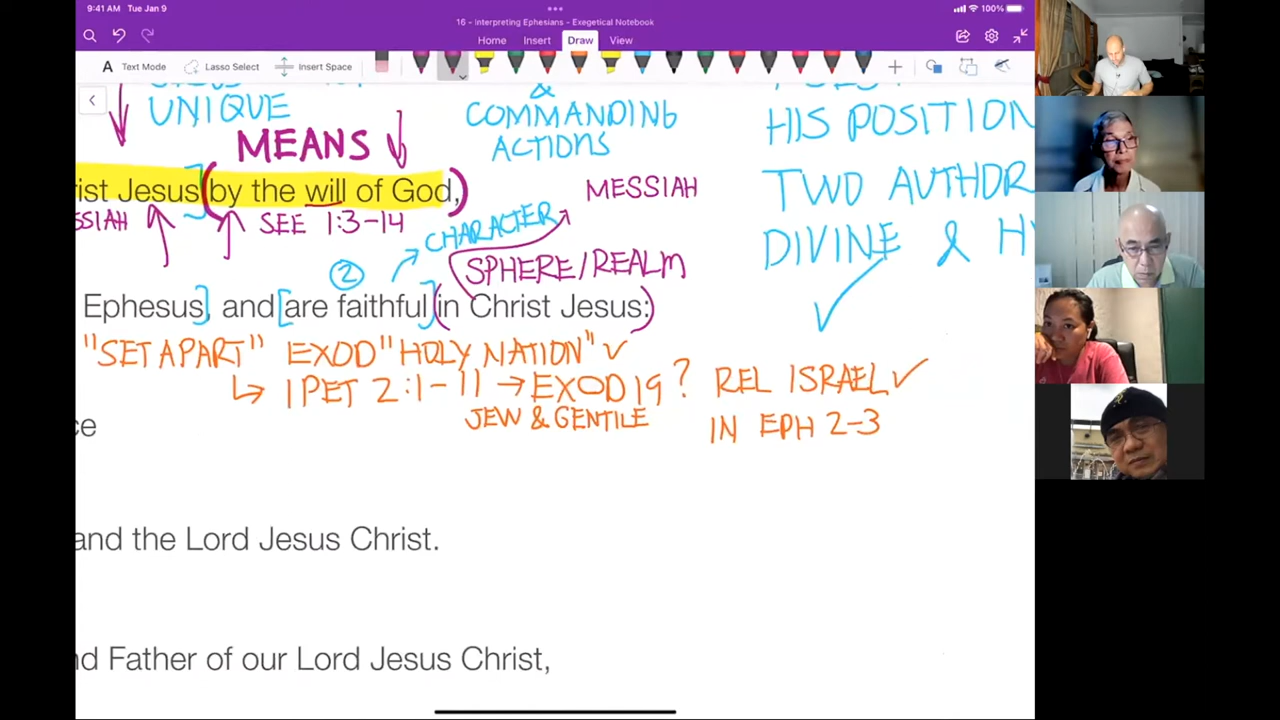 9:41 AM Tue Jan 9
100%
16 – Interpreting Ephesians – Exegetical Notebook
Home Insert Draw View
A Text Mode Lasso Select Insert Space
UNIQUE
&
COMMANDING
ACTIONS
HIS POSITION
MEANS
rist Jesus] (by the will of God,)
MESSIAH
TWO AUTHOR
SSIAH
SEE 1:3-14
CHARACTER
DIVINE & H
②
SPHERE/REALM
Ephesus], and [are faithful] (in Christ Jesus:)
"SET APART" EXOD "HOLY NATION" ✓
↳ 1 PET 2:1-11 → EXOD 19 ?
JEW & GENTILE
REL ISRAEL ✓
IN EPH 2-3
ce
and the Lord Jesus Christ.
nd Father of our Lord Jesus Christ,